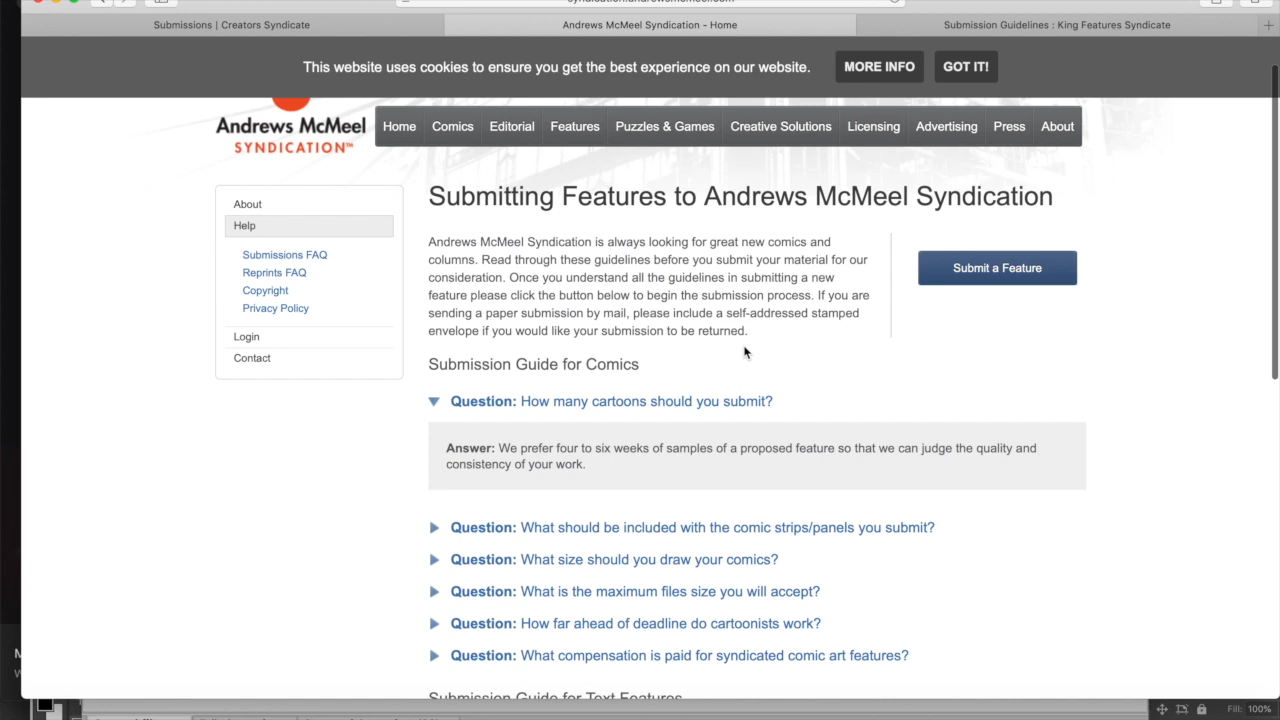 Submissions | Creators Syndicate
Andrews McMeel Syndication - Home
Submission Guidelines : King Features Syndicate
This website uses cookies to ensure you get the best experience on our website.
MORE INFO
GOT IT!
Andrews McMeel
SYNDICATION™
Home
Comics
Editorial
Features
Puzzles & Games
Creative Solutions
Licensing
Advertising
Press
About
About
Help
Submissions FAQ
Reprints FAQ
Copyright
Privacy Policy
Login
Contact
Submitting Features to Andrews McMeel Syndication
Andrews McMeel Syndication is always looking for great new comics and
columns. Read through these guidelines before you submit your material for our
consideration. Once you understand all the guidelines in submitting a new
feature please click the button below to begin the submission process. If you are
sending a paper submission by mail, please include a self-addressed stamped
envelope if you would like your submission to be returned.
Submit a Feature
Submission Guide for Comics
Question: How many cartoons should you submit?
Answer: We prefer four to six weeks of samples of a proposed feature so that we can judge the quality and
consistency of your work.
Question: What should be included with the comic strips/panels you submit?
Question: What size should you draw your comics?
Question: What is the maximum files size you will accept?
Question: How far ahead of deadline do cartoonists work?
Question: What compensation is paid for syndicated comic art features?
Submission Guide for Text Features
Fill: 100%